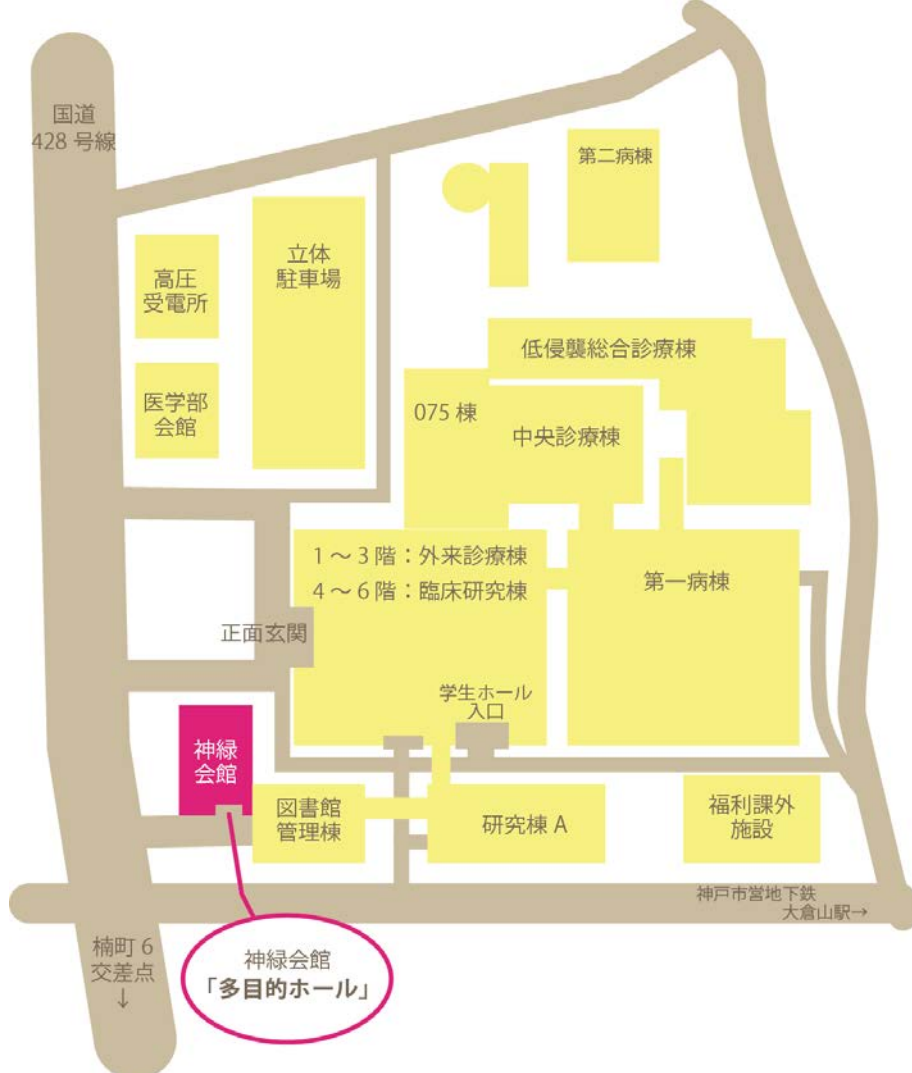 国道
428 号線
第二病棟
立体
駐車場
高圧
受電所
低侵襲総合診療棟
医学部
会館
075 棟
中央診療棟
1 ～ 3 階：外来診療棟
4 ～ 6 階：臨床研究棟
第一病棟
正面玄関
学生ホール
入口
神緑
会館
図書館
管理棟
研究棟 A
福利課外
施設
神戸市営地下鉄
大倉山駅→
楠町 6
交差点
↓
神緑会館
「多目的ホール」